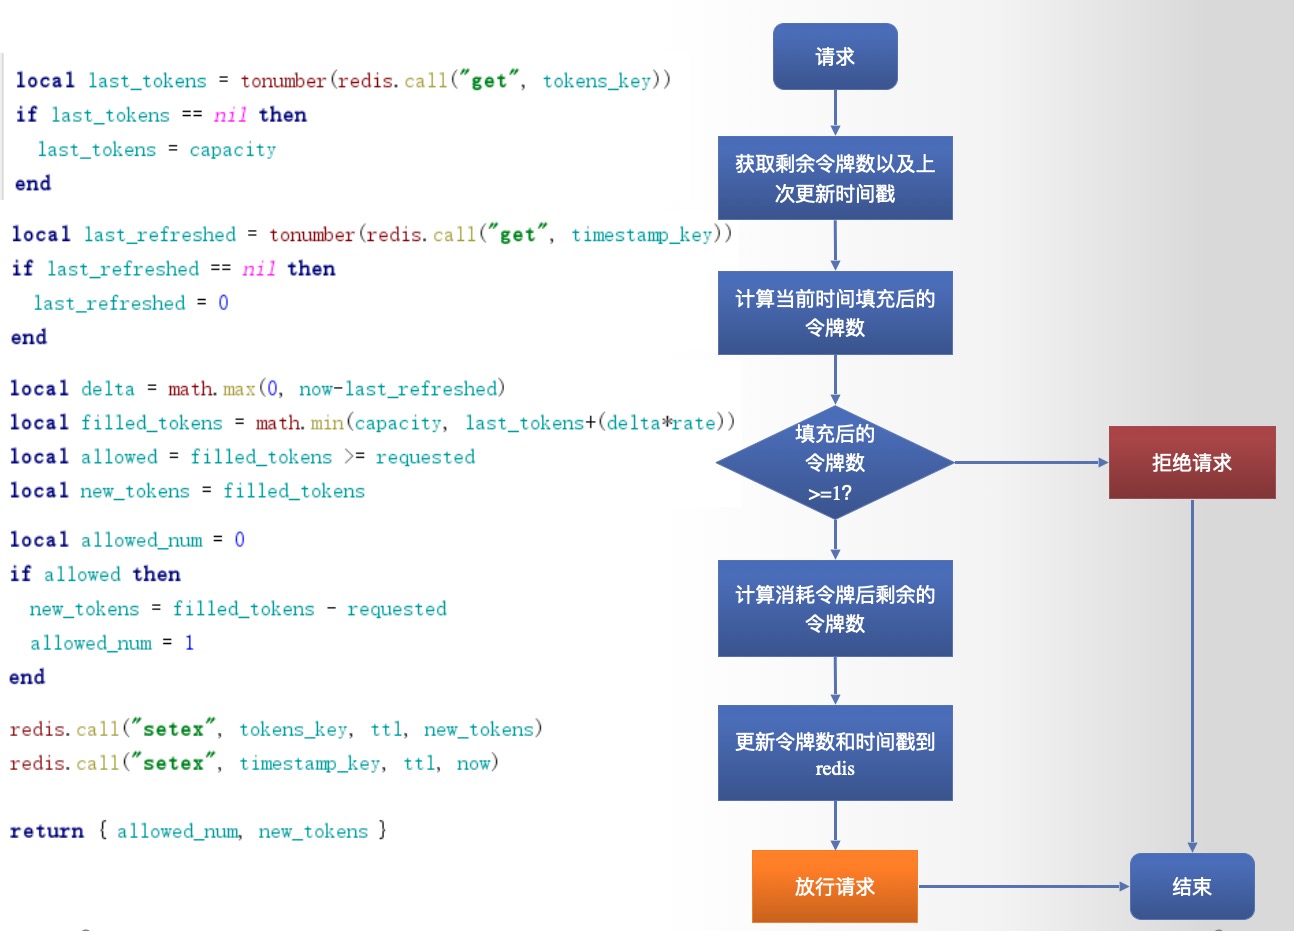 local last_tokens = tonumber(redis.call("get", tokens_key))
if last_tokens == nil then
last_tokens = capacity
end
local last_refreshed = tonumber(redis.call("get", timestamp_key))
if last_refreshed == nil then
last_refreshed = 0
end
local delta = math.max(0, now-last_refreshed)
local filled_tokens = math.min(capacity, last_tokens+(delta*rate))
local allowed = filled_tokens >= requested
local new_tokens = filled_tokens
local allowed_num = 0
if allowed then
new_tokens = filled_tokens - requested
allowed_num = 1
end
redis.call("setex", tokens_key, ttl, new_tokens)
redis.call("setex", timestamp_key, ttl, now)
return { allowed_num, new_tokens }
请求
获取剩余令牌数以及上
次更新时间戳
计算当前时间填充后的
令牌数
填充后的
令牌数
>=1?
拒绝请求
计算消耗令牌后剩余的
令牌数
更新令牌数和时间戳到
redis
放行请求
结束